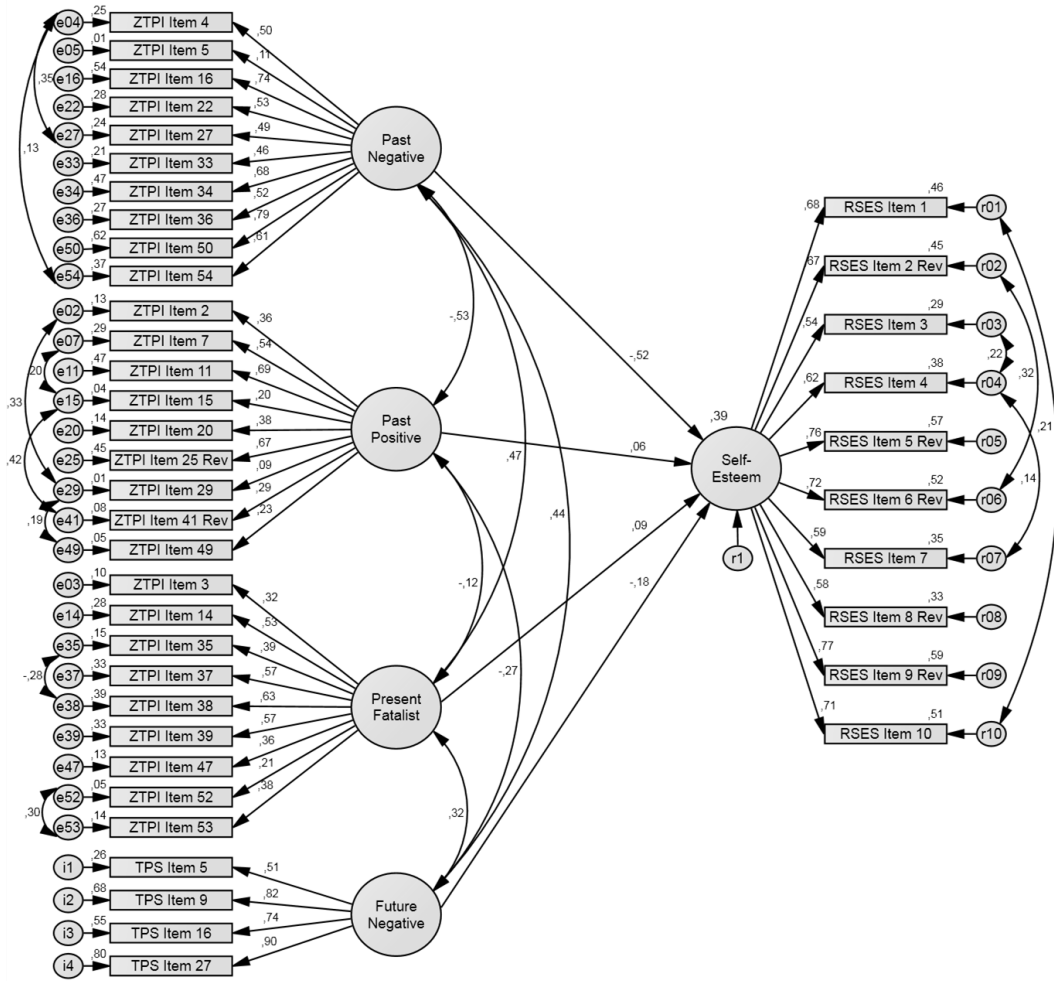 e04 ,25 ZTPI Item 4 ,50
e05 ,01 ZTPI Item 5 ,11
e16 ,54 ZTPI Item 16 ,74
,35
e22 ,28 ZTPI Item 22 ,53
e27 ,24 ZTPI Item 27 ,49
,13
e33 ,21 ZTPI Item 33 ,46
e34 ,47 ZTPI Item 34 ,68
e36 ,27 ZTPI Item 36 ,52
e50 ,62 ZTPI Item 50 ,79
e54 ,37 ZTPI Item 54 ,61
Past
Negative
e02 ,13 ZTPI Item 2 ,36
e07 ,29 ZTPI Item 7 ,54
,20
e11 ,47 ZTPI Item 11 ,69
,33
e15 ,04 ZTPI Item 15 ,20
e20 ,14 ZTPI Item 20 ,38
,42
e25 ,45 ZTPI Item 25 Rev ,67
e29 ,01 ZTPI Item 29 ,09
,19
e41 ,08 ZTPI Item 41 Rev ,29
e49 ,05 ZTPI Item 49 ,23
Past
Positive
e03 ,10 ZTPI Item 3 ,32
e14 ,28 ZTPI Item 14 ,53
e35 ,15 ZTPI Item 35 ,39
-,28
e37 ,33 ZTPI Item 37 ,57
e38 ,39 ZTPI Item 38 ,63
e39 ,33 ZTPI Item 39 ,57
e47 ,13 ZTPI Item 47 ,36
e52 ,05 ZTPI Item 52 ,21
,30
e53 ,14 ZTPI Item 53 ,38
Present
Fatalist
i1 ,26 TPS Item 5 ,51
i2 ,68 TPS Item 9 ,82
i3 ,55 TPS Item 16 ,74
i4 ,80 TPS Item 27 ,90
Future
Negative
-,53
,47
,44
-,12
-,27
,32
-,52
,06
,09
-,18
,39
Self-
Esteem
r1
,68 RSES Item 1 ,46 r01
,67 RSES Item 2 Rev ,45 r02
,54 RSES Item 3 ,29 r03
,22
,62 RSES Item 4 ,38 r04
,32
,21
,76 RSES Item 5 Rev ,57 r05
,14
,72 RSES Item 6 Rev ,52 r06
,59 RSES Item 7 ,35 r07
,58 RSES Item 8 Rev ,33 r08
,77 RSES Item 9 Rev ,59 r09
,71 RSES Item 10 ,51 r10